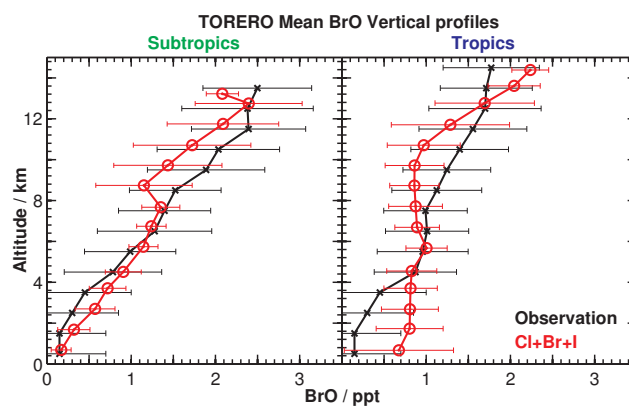 TORERO Mean BrO Vertical profiles
Subtropics Tropics
Altitude / km
12
8
4
0
Observation
Cl+Br+I
0 1 2 3 0 1 2 3
BrO / ppt